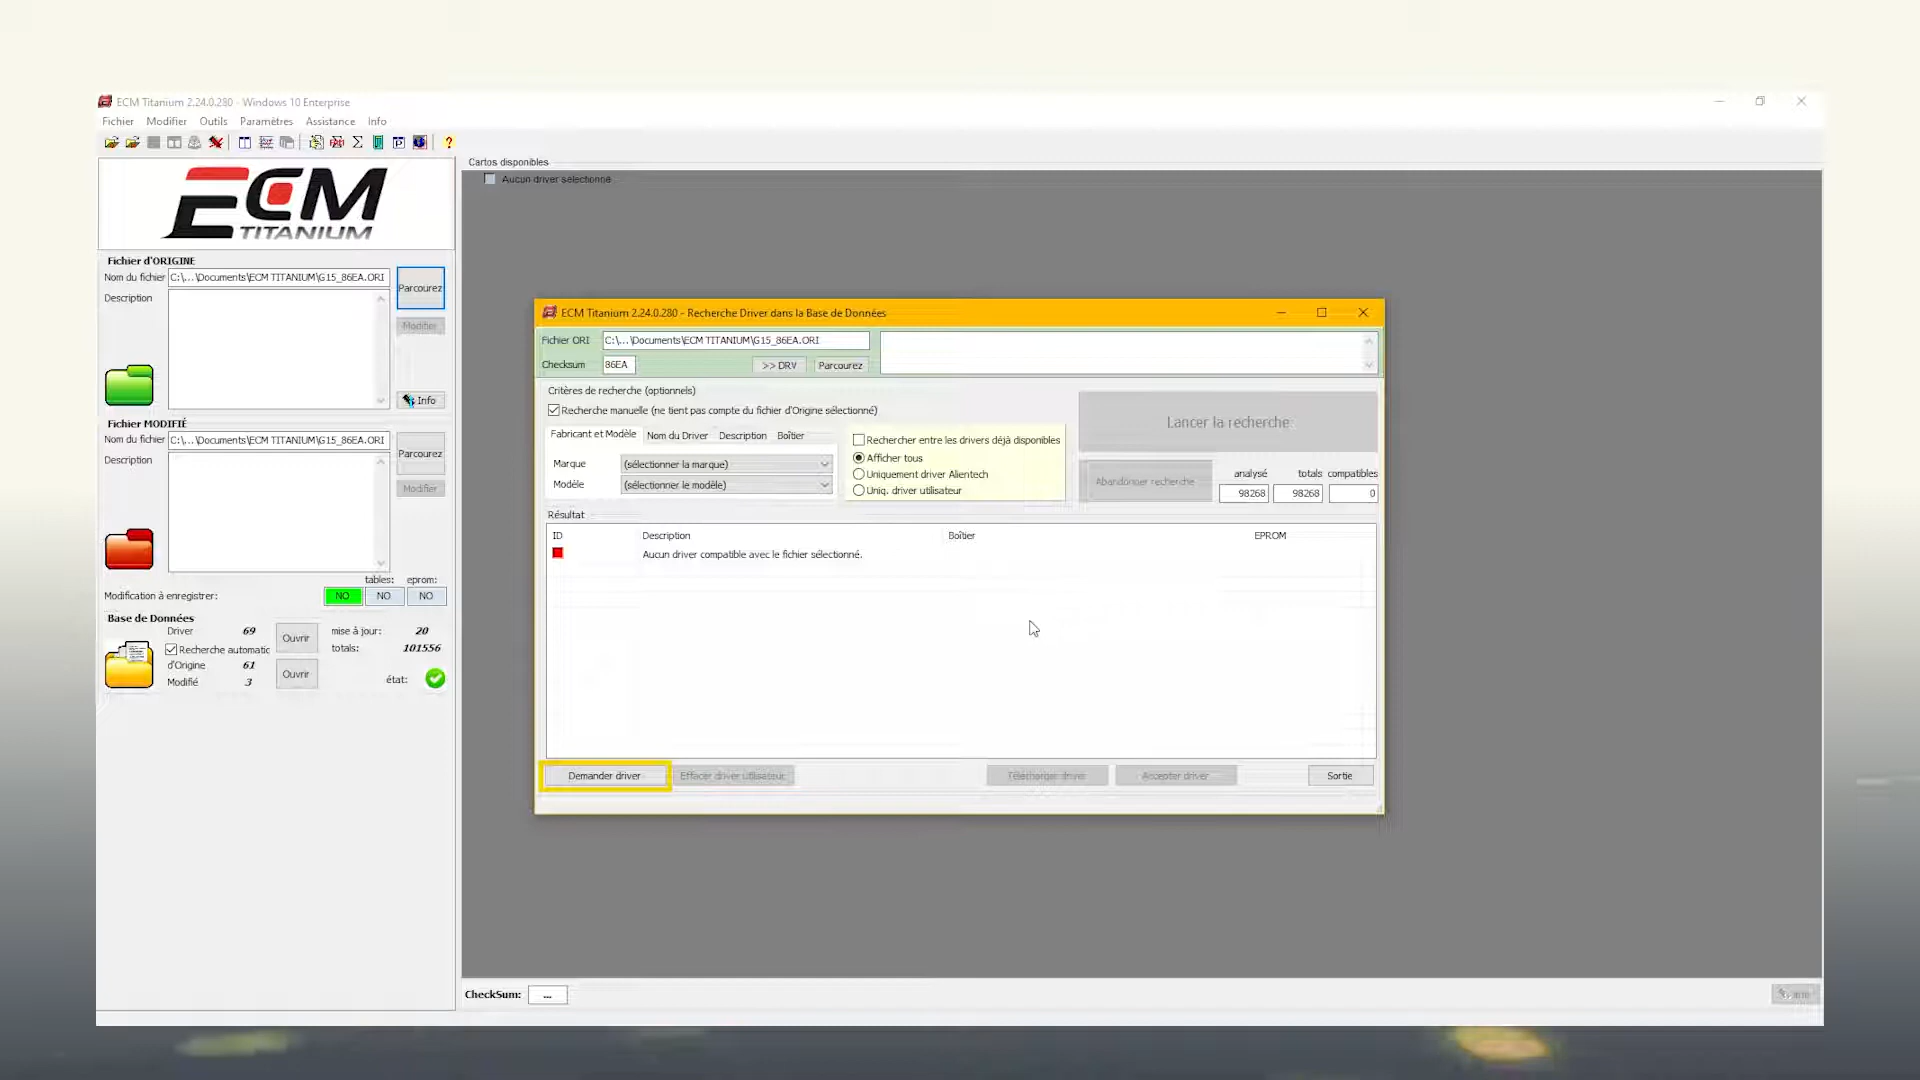 ECM Titanium 2.24.0.280 - Windows 10 Enterprise
Fichier Modifier Outils Paramètres Assistance Info
ECM
TITANIUM
Cartos disponibles
Aucun driver sélectionné
Fichier d'ORIGINE
Nom du fichier C:\...\Documents\ECM TITANIUM\G15_86EA.ORI Parcourez
Description
Modifier
Info
Fichier MODIFIÉ
Nom du fichier C:\...\Documents\ECM TITANIUM\G15_86EA.ORI Parcourez
Description
Modifier
tables: eprom:
Modification à enregistrer: NO NO NO
Base de Données
Driver 69 Ouvrir mise à jour: 20
Recherche automatic totals: 101556
d'Origine 61 Ouvrir
Modifié 3 état:
ECM Titanium 2.24.0.280 - Recherche Driver dans la Base de Données
Fichier ORI C:\...\Documents\ECM TITANIUM\G15_86EA.ORI
Checksum 86EA >> DRV Parcourez
Critères de recherche (optionnels)
Recherche manuelle (ne tient pas compte du fichier d'Origine sélectionné)
Lancer la recherche
Fabricant et Modèle Nom du Driver Description Boîtier
Marque (sélectionner la marque)
Modèle (sélectionner le modèle)
Rechercher entre les drivers déjà disponibles
Afficher tous
Uniquement driver Alientech
Uniq. driver utilisateur
Abandonner recherche
analysé totals compatibles
98268 98268 0
Résultat
ID Description Boîtier EPROM
Aucun driver compatible avec le fichier sélectionné.
Demander driver Effacer driver utilisateur Télécharger driver Accepter driver Sortie
CheckSum: ...